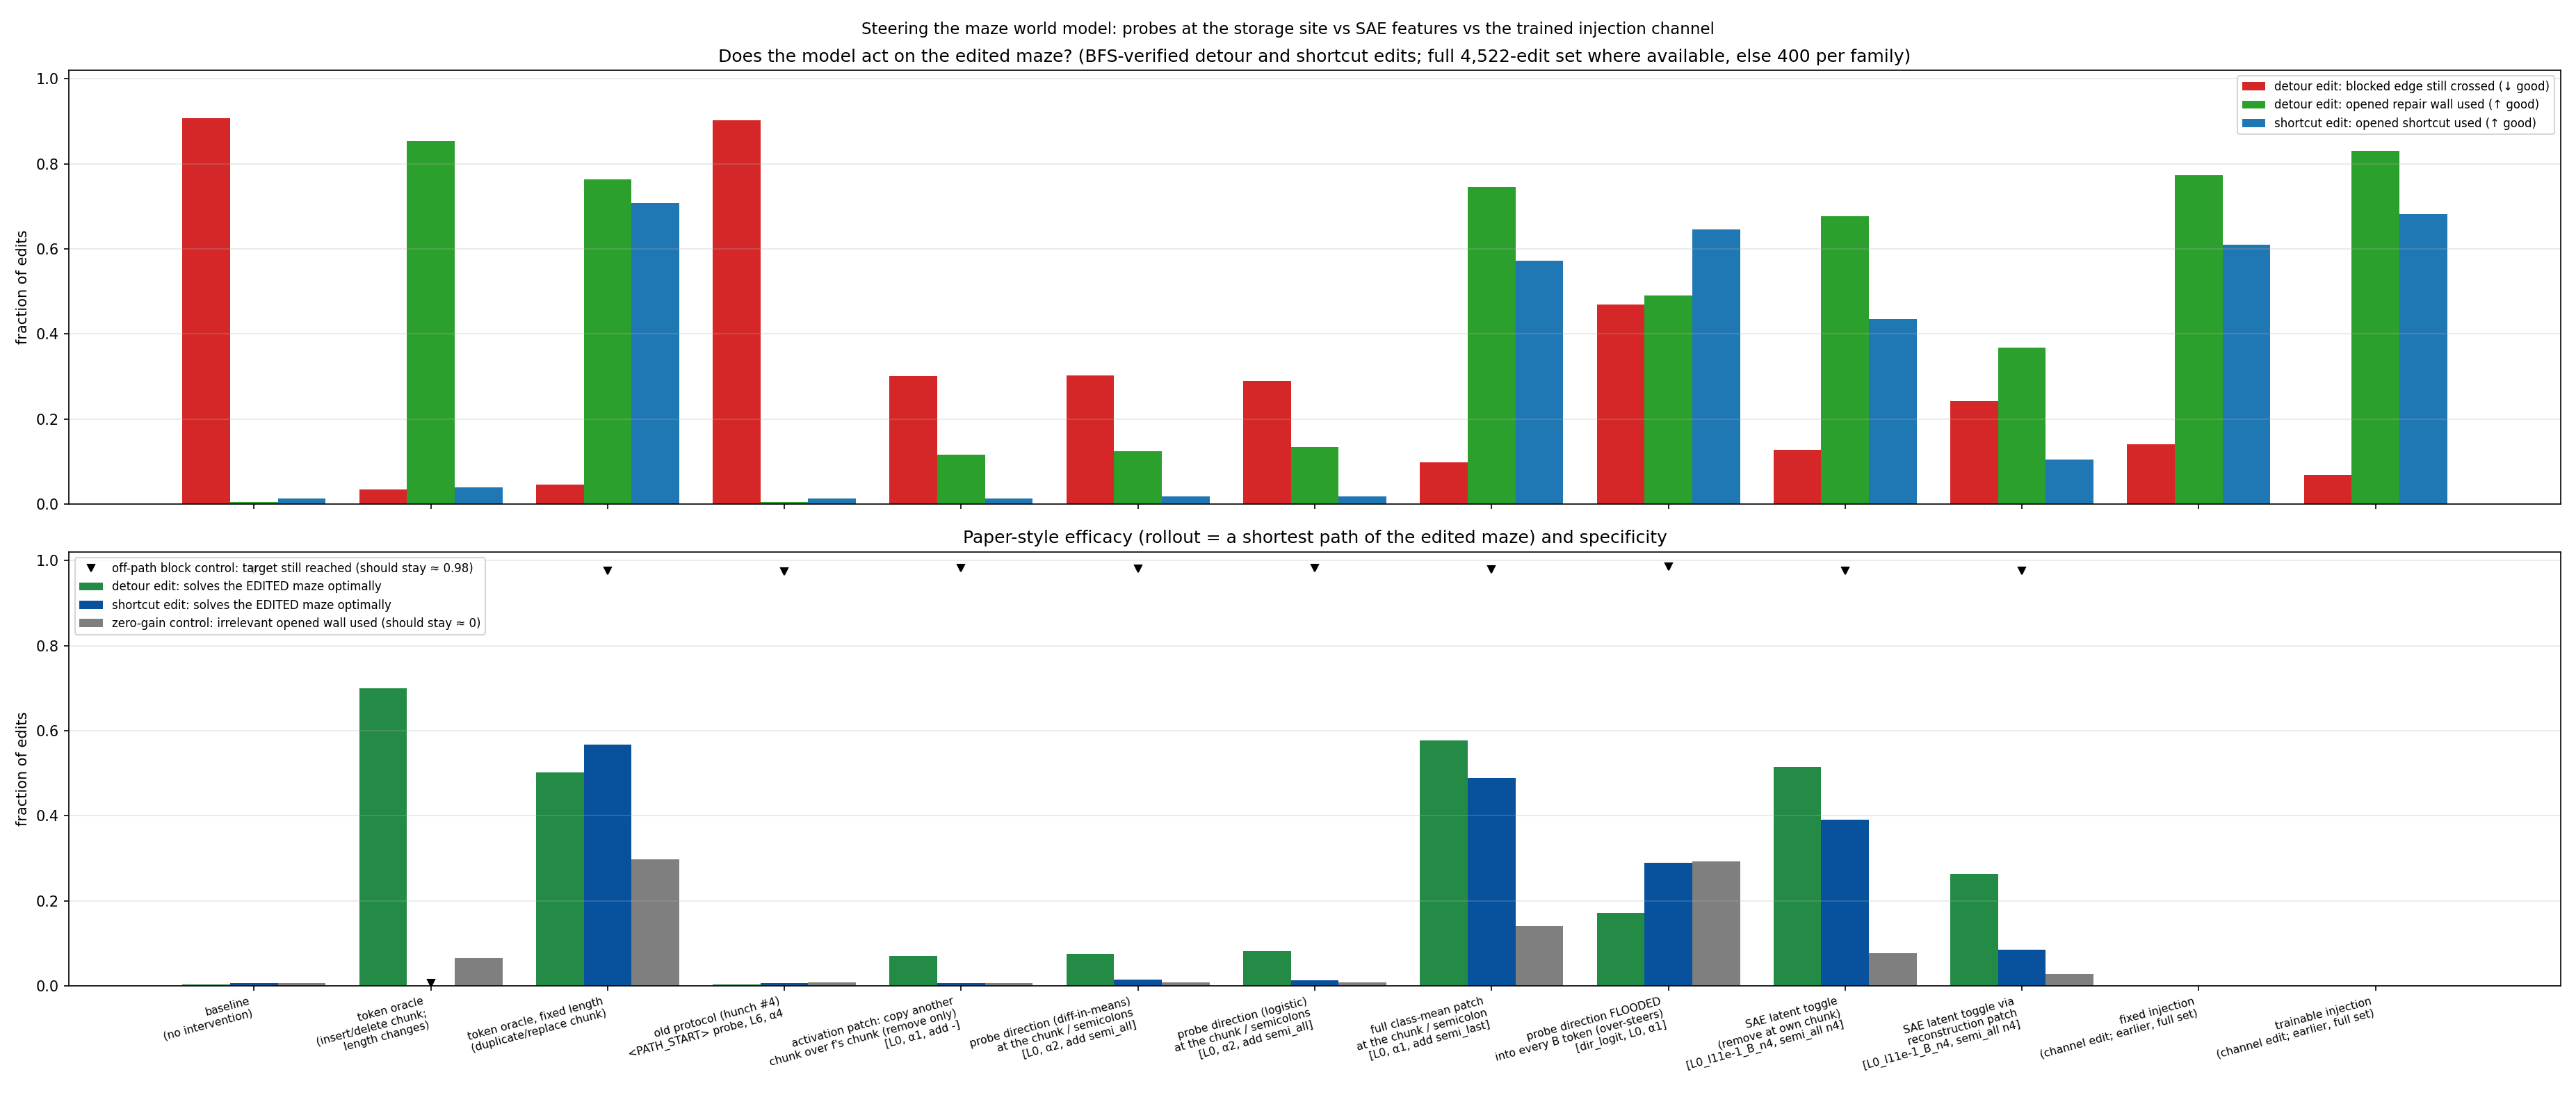 Steering the maze world model: probes at the storage site vs SAE features vs the trained injection channel
Does the model act on the edited maze? (BFS-verified detour and shortcut edits; full 4,522-edit set where available, else 400 per family)
1.0
0.8
0.6
0.4
0.2
0.0
fraction of edits
detour edit: blocked edge still crossed (↓ good)
detour edit: opened repair wall used (↑ good)
shortcut edit: opened shortcut used (↑ good)
Paper-style efficacy (rollout = a shortest path of the edited maze) and specificity
1.0
0.8
0.6
0.4
0.2
0.0
fraction of edits
off-path block control: target still reached (should stay ≈ 0.98)
detour edit: solves the EDITED maze optimally
shortcut edit: solves the EDITED maze optimally
zero-gain control: irrelevant opened wall used (should stay ≈ 0)
baseline
(no intervention)
token oracle
(insert/delete chunk;
length changes)
token oracle, fixed length
(duplicate/replace chunk)
old protocol (hunch #4)
<PATH_START> probe, L6, α4
activation patch: copy another
chunk over f's chunk (remove only)
[L0, α1, add -]
probe direction (diff-in-means)
at the chunk / semicolons
[L0, α2, add semi_all]
probe direction (logistic)
at the chunk / semicolons
[L0, α2, add semi_all]
full class-mean patch
at the chunk / semicolon
[L0, α1, add semi_last]
probe direction FLOODED
into every B token (over-steers)
[dir_logit, L0, α1]
SAE latent toggle
(remove at own chunk)
[L0_l11e-1_B_n4, semi_all n4]
SAE latent toggle via
reconstruction patch
[L0_l11e-1_B_n4, semi_all n4]
fixed injection
(channel edit; earlier, full set)
trainable injection
(channel edit; earlier, full set)